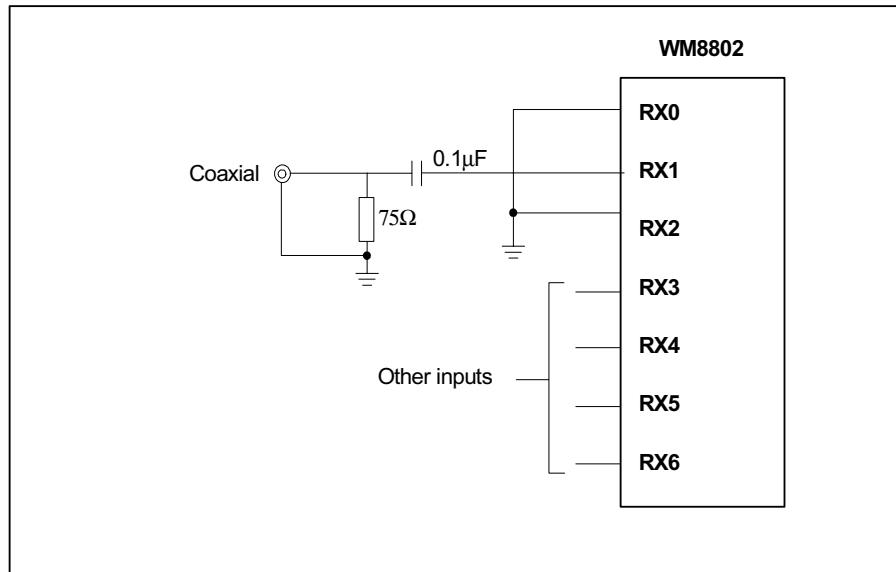 WM8802
RX0
0.1µF
Coaxial
RX1
75Ω
RX2
RX3
RX4
Other inputs
RX5
RX6